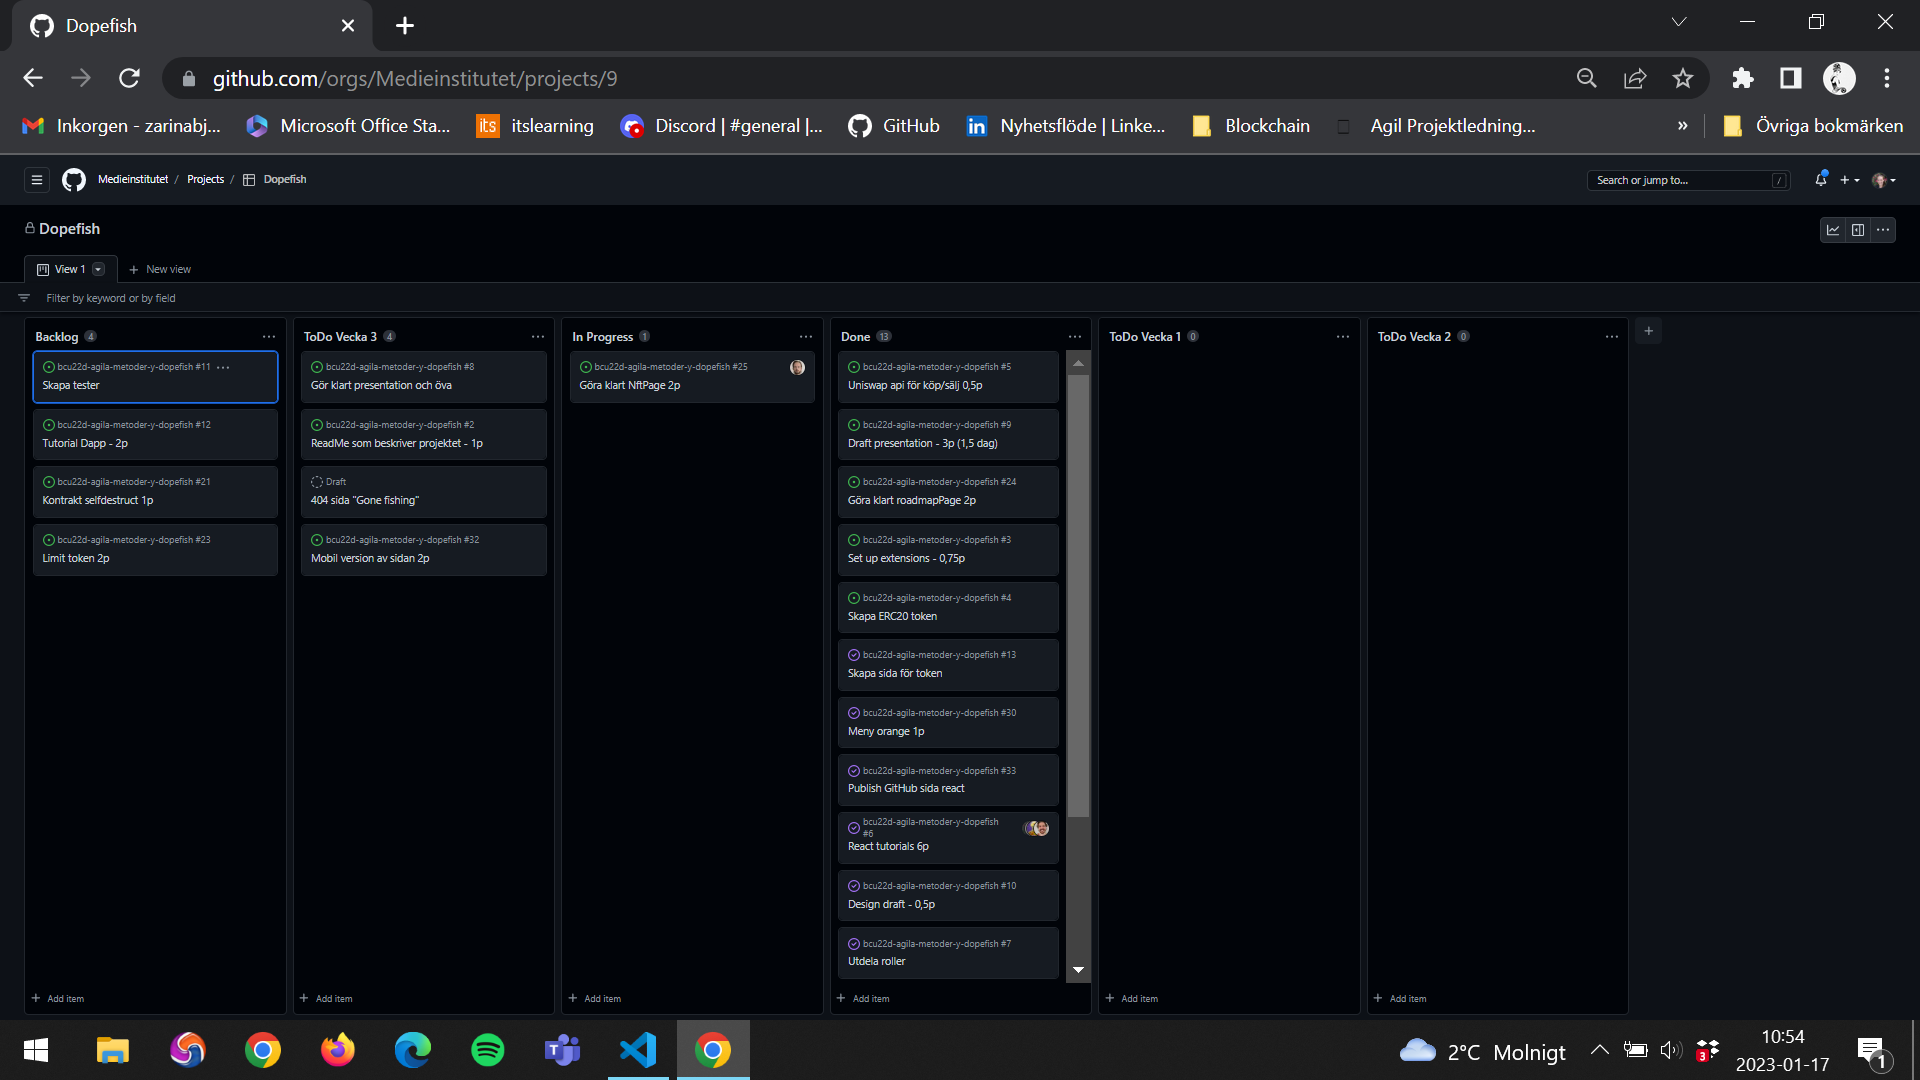 Dopefish
github.com/orgs/Medieinstitutet/projects/9
Inkorgen - zarinabj...
Microsoft Office Sta...
its
itslearning
Discord | #general |...
GitHub
Nyhetsflöde | Linke...
Blockchain
Agil Projektledning...
»
Övriga bokmärken
Medieinstitutet / Projects / Dopefish
Search or jump to...
/
Dopefish
View 1
New view
Filter by keyword or by field
Backlog 4
bcu22d-agila-metoder-y-dopefish #11
Skapa tester
bcu22d-agila-metoder-y-dopefish #12
Tutorial Dapp - 2p
bcu22d-agila-metoder-y-dopefish #21
Kontrakt selfdestruct 1p
bcu22d-agila-metoder-y-dopefish #23
Limit token 2p
Add item
ToDo Vecka 3 4
bcu22d-agila-metoder-y-dopefish #8
Gör klart presentation och öva
bcu22d-agila-metoder-y-dopefish #2
ReadMe som beskriver projektet - 1p
Draft
404 sida "Gone fishing"
bcu22d-agila-metoder-y-dopefish #32
Mobil version av sidan 2p
Add item
In Progress 1
bcu22d-agila-metoder-y-dopefish #25
Göra klart NftPage 2p
Add item
Done 13
bcu22d-agila-metoder-y-dopefish #5
Uniswap api för köp/sälj 0,5p
bcu22d-agila-metoder-y-dopefish #9
Draft presentation - 3p (1,5 dag)
bcu22d-agila-metoder-y-dopefish #24
Göra klart roadmapPage 2p
bcu22d-agila-metoder-y-dopefish #3
Set up extensions - 0,75p
bcu22d-agila-metoder-y-dopefish #4
Skapa ERC20 token
bcu22d-agila-metoder-y-dopefish #13
Skapa sida för token
bcu22d-agila-metoder-y-dopefish #30
Meny orange 1p
bcu22d-agila-metoder-y-dopefish #33
Publish GitHub sida react
bcu22d-agila-metoder-y-dopefish
#6
React tutorials 6p
bcu22d-agila-metoder-y-dopefish #10
Design draft - 0,5p
bcu22d-agila-metoder-y-dopefish #7
Utdela roller
Add item
ToDo Vecka 1 0
Add item
ToDo Vecka 2 0
Add item
2°C Molnigt
3
10:54
2023-01-17
1